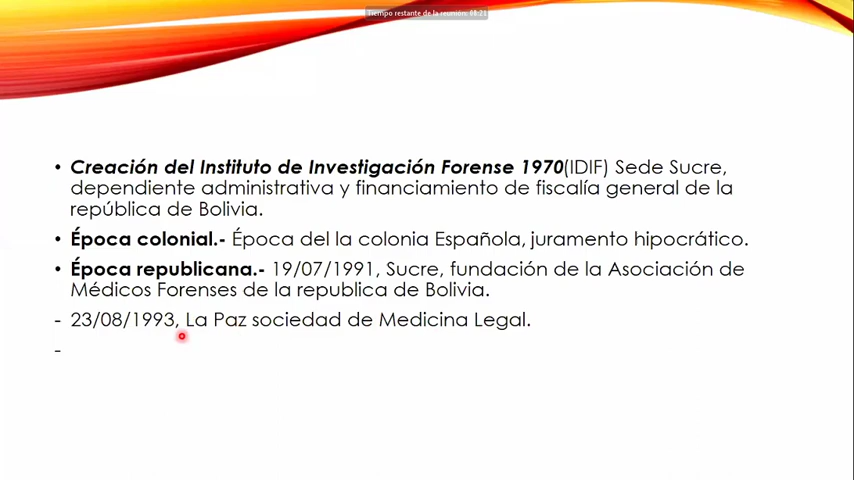 Tiempo restante de la reunión: 03:21
• Creación del Instituto de Investigación Forense 1970(IDIF) Sede Sucre,
dependiente administrativa y financiamiento de fiscalía general de la
república de Bolivia.
• Época colonial.- Época del la colonia Española, juramento hipocrático.
• Época republicana.- 19/07/1991, Sucre, fundación de la Asociación de
Médicos Forenses de la republica de Bolivia.
- 23/08/1993, La Paz sociedad de Medicina Legal.
-